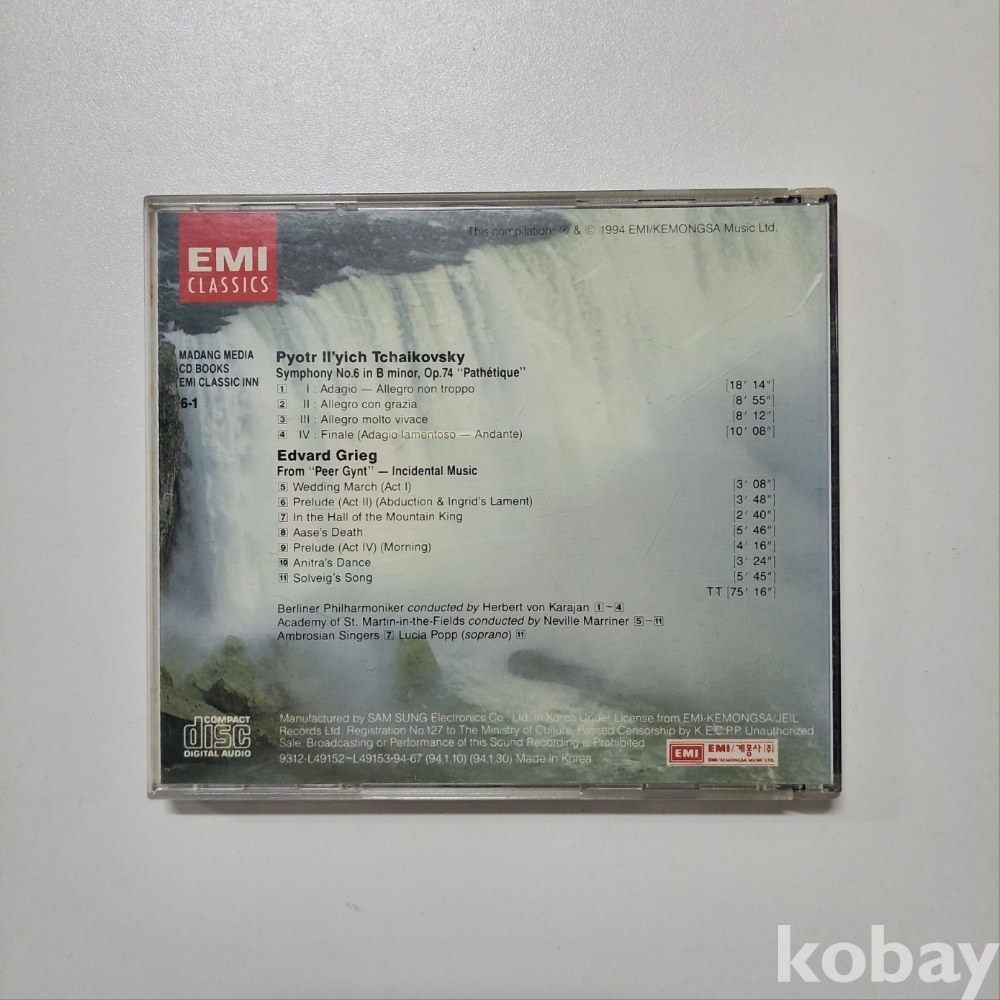 This compilation: ℗ & © 1994 EMI/KEMONGSA Music Ltd.
EMI
CLASSICS
MADANG MEDIA
CD BOOKS
EMI CLASSIC INN
6-1
Pyotr Il'yich Tchaikovsky
Symphony No.6 in B minor, Op.74 "Pathétique"
1 I : Adagio — Allegro non troppo [18' 14"]
2 II : Allegro con grazia [8' 55"]
3 III : Allegro molto vivace [8' 12"]
4 IV : Finale (Adagio lamentoso — Andante) [10' 08"]
Edvard Grieg
From "Peer Gynt" — Incidental Music
5 Wedding March (Act I) [3' 08"]
6 Prelude (Act II) (Abduction & Ingrid's Lament) [3' 48"]
7 In the Hall of the Mountain King [2' 40"]
8 Aase's Death [5' 46"]
9 Prelude (Act IV) (Morning) [4' 16"]
10 Anitra's Dance [3' 24"]
11 Solveig's Song [5' 45"]
TT [75' 16"]
Berliner Philharmoniker conducted by Herbert von Karajan 1~4
Academy of St. Martin-in-the-Fields conducted by Neville Marriner 5~11
Ambrosian Singers 7 Lucia Popp (soprano) 11
COMPACT
disc
DIGITAL AUDIO
Manufactured by SAM SUNG Electronics Co., Ltd. in Korea Under License from EMI-KEMONGSA/JEIL
Records Ltd. Registration No.127 to The Ministry of Culture. Passed Censorship by K.E.C.P.P. Unauthorized
Sale. Broadcasting or Performance of this Sound Recording is Prohibited.
9312-L49152~L49153-94-67 (94.1.10) (94.1.30) Made in Korea
EMI
EMI/계몽사(주)
EMI/KEMONGSA MUSIC LTD.
kobay